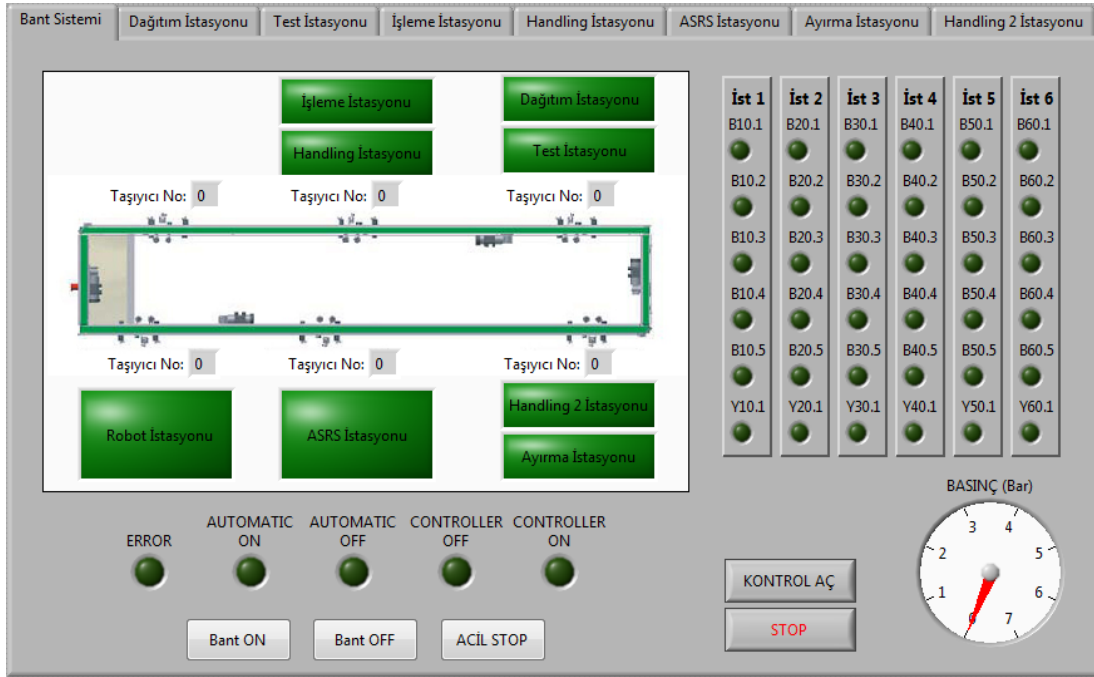 Bant Sistemi Dağıtım İstasyonu Test İstasyonu İşleme İstasyonu Handling İstasyonu ASRS İstasyonu Ayırma İstasyonu Handling 2 İstasyonu
İşleme İstasyonu Dağıtım İstasyonu
Handling İstasyonu Test İstasyonu
Taşıyıcı No: 0 Taşıyıcı No: 0 Taşıyıcı No: 0
Taşıyıcı No: 0 Taşıyıcı No: 0 Taşıyıcı No: 0
Robot İstasyonu ASRS İstasyonu Handling 2 İstasyonu
Ayırma İstasyonu
İst 1 İst 2 İst 3 İst 4 İst 5 İst 6
B10.1 B20.1 B30.1 B40.1 B50.1 B60.1
B10.2 B20.2 B30.2 B40.2 B50.2 B60.2
B10.3 B20.3 B30.3 B40.3 B50.3 B60.3
B10.4 B20.4 B30.4 B40.4 B50.4 B60.4
B10.5 B20.5 B30.5 B40.5 B50.5 B60.5
Y10.1 Y20.1 Y30.1 Y40.1 Y50.1 Y60.1
ERROR AUTOMATIC ON AUTOMATIC OFF CONTROLLER OFF CONTROLLER ON
Bant ON Bant OFF ACİL STOP
KONTROL AÇ
STOP
BASINÇ (Bar)
0 1 2 3 4 5 6 7